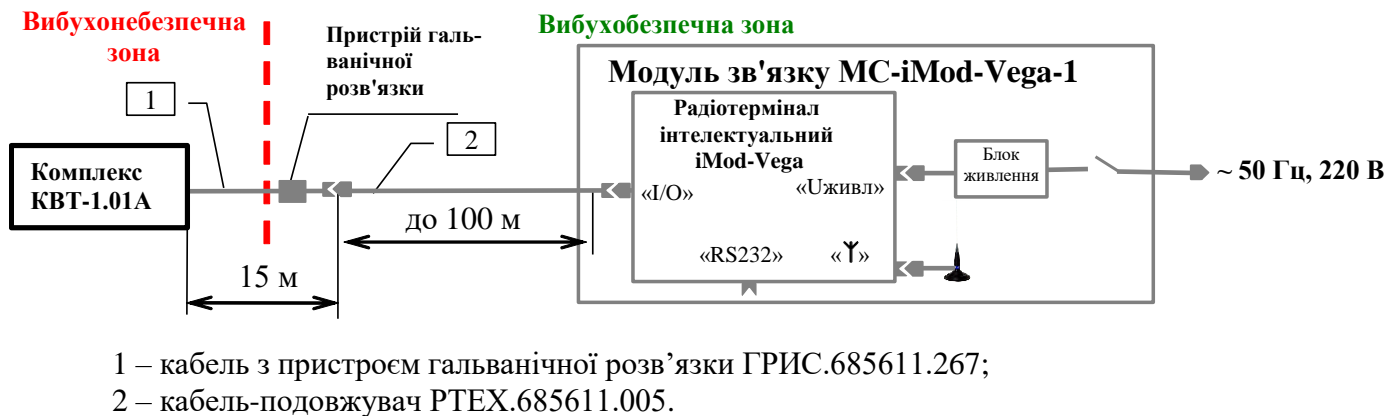 Вибухонебезпечна
зона
Пристрій галь-
ванічної
розв'язки
Вибухобезпечна зона
Модуль зв'язку МС-iMod-Vega-1
1
Комплекс
КВТ-1.01А
2
Радіотермінал
інтелектуальний
iMod-Vega
«Uживл»
«I/O»
«RS232»
«»
Блок
живлення
~ 50 Гц, 220 В
до 100 м
15 м
1 – кабель з пристроєм гальванічної розв’язки ГРИС.685611.267;
2 – кабель-подовжувач РТЕХ.685611.005.